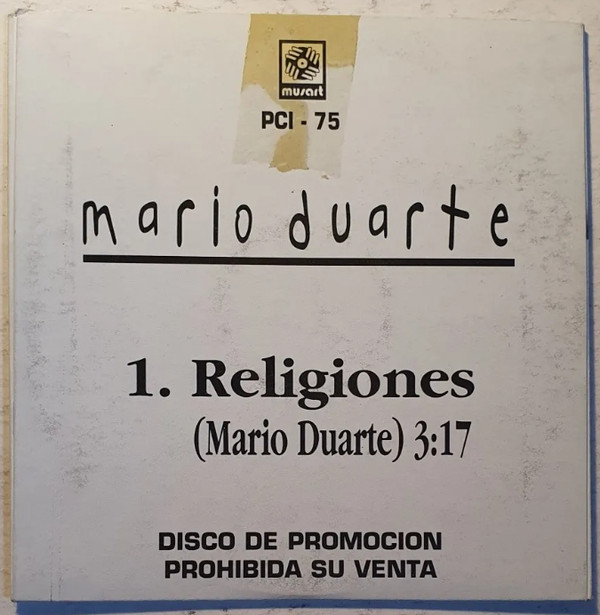 musart
PCI - 75
mario duarte
1. Religiones
(Mario Duarte) 3:17
DISCO DE PROMOCION
PROHIBIDA SU VENTA